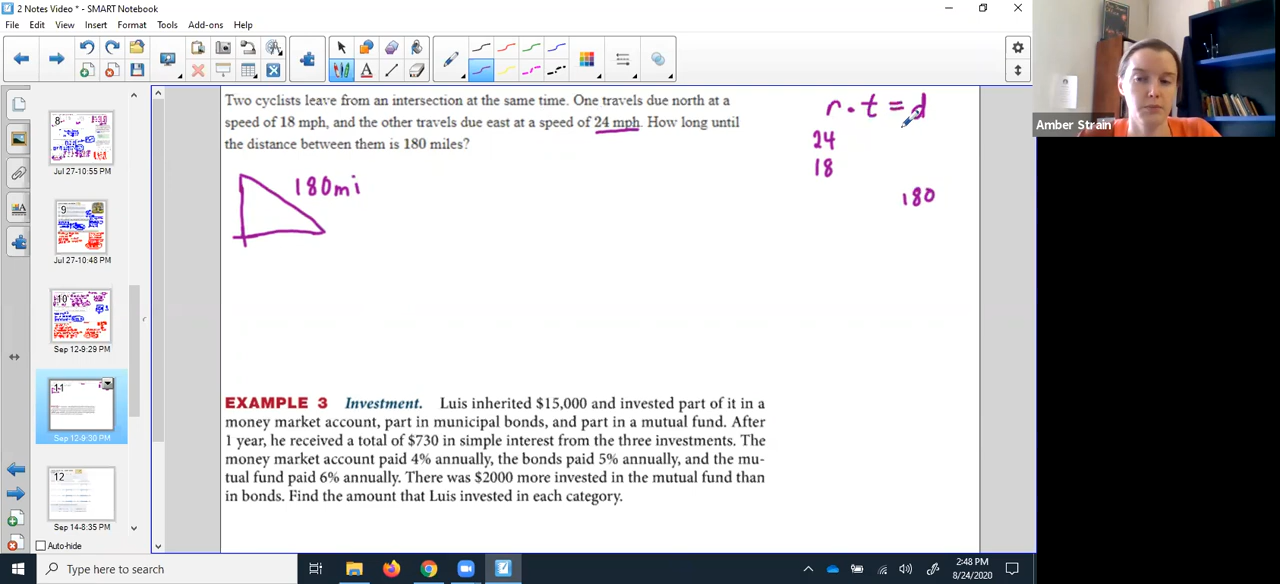 2 Notes Video * - SMART Notebook
File Edit View Insert Format Tools Add-ons Help
Two cyclists leave from an intersection at the same time. One travels due north at a
speed of 18 mph, and the other travels due east at a speed of 24 mph. How long until
the distance between them is 180 miles?
r · t = d
24
18
180
180mi
EXAMPLE 3 Investment. Luis inherited $15,000 and invested part of it in a
money market account, part in municipal bonds, and part in a mutual fund. After
1 year, he received a total of $730 in simple interest from the three investments. The
money market account paid 4% annually, the bonds paid 5% annually, and the mu-
tual fund paid 6% annually. There was $2000 more invested in the mutual fund than
in bonds. Find the amount that Luis invested in each category.
Amber Strain
8
Jul 27-10:55 PM
9
Jul 27-10:48 PM
10
Sep 12-9:29 PM
11
Sep 12-9:30 PM
12
Sep 14-8:35 PM
Auto-hide
Type here to search
2:48 PM
8/24/2020